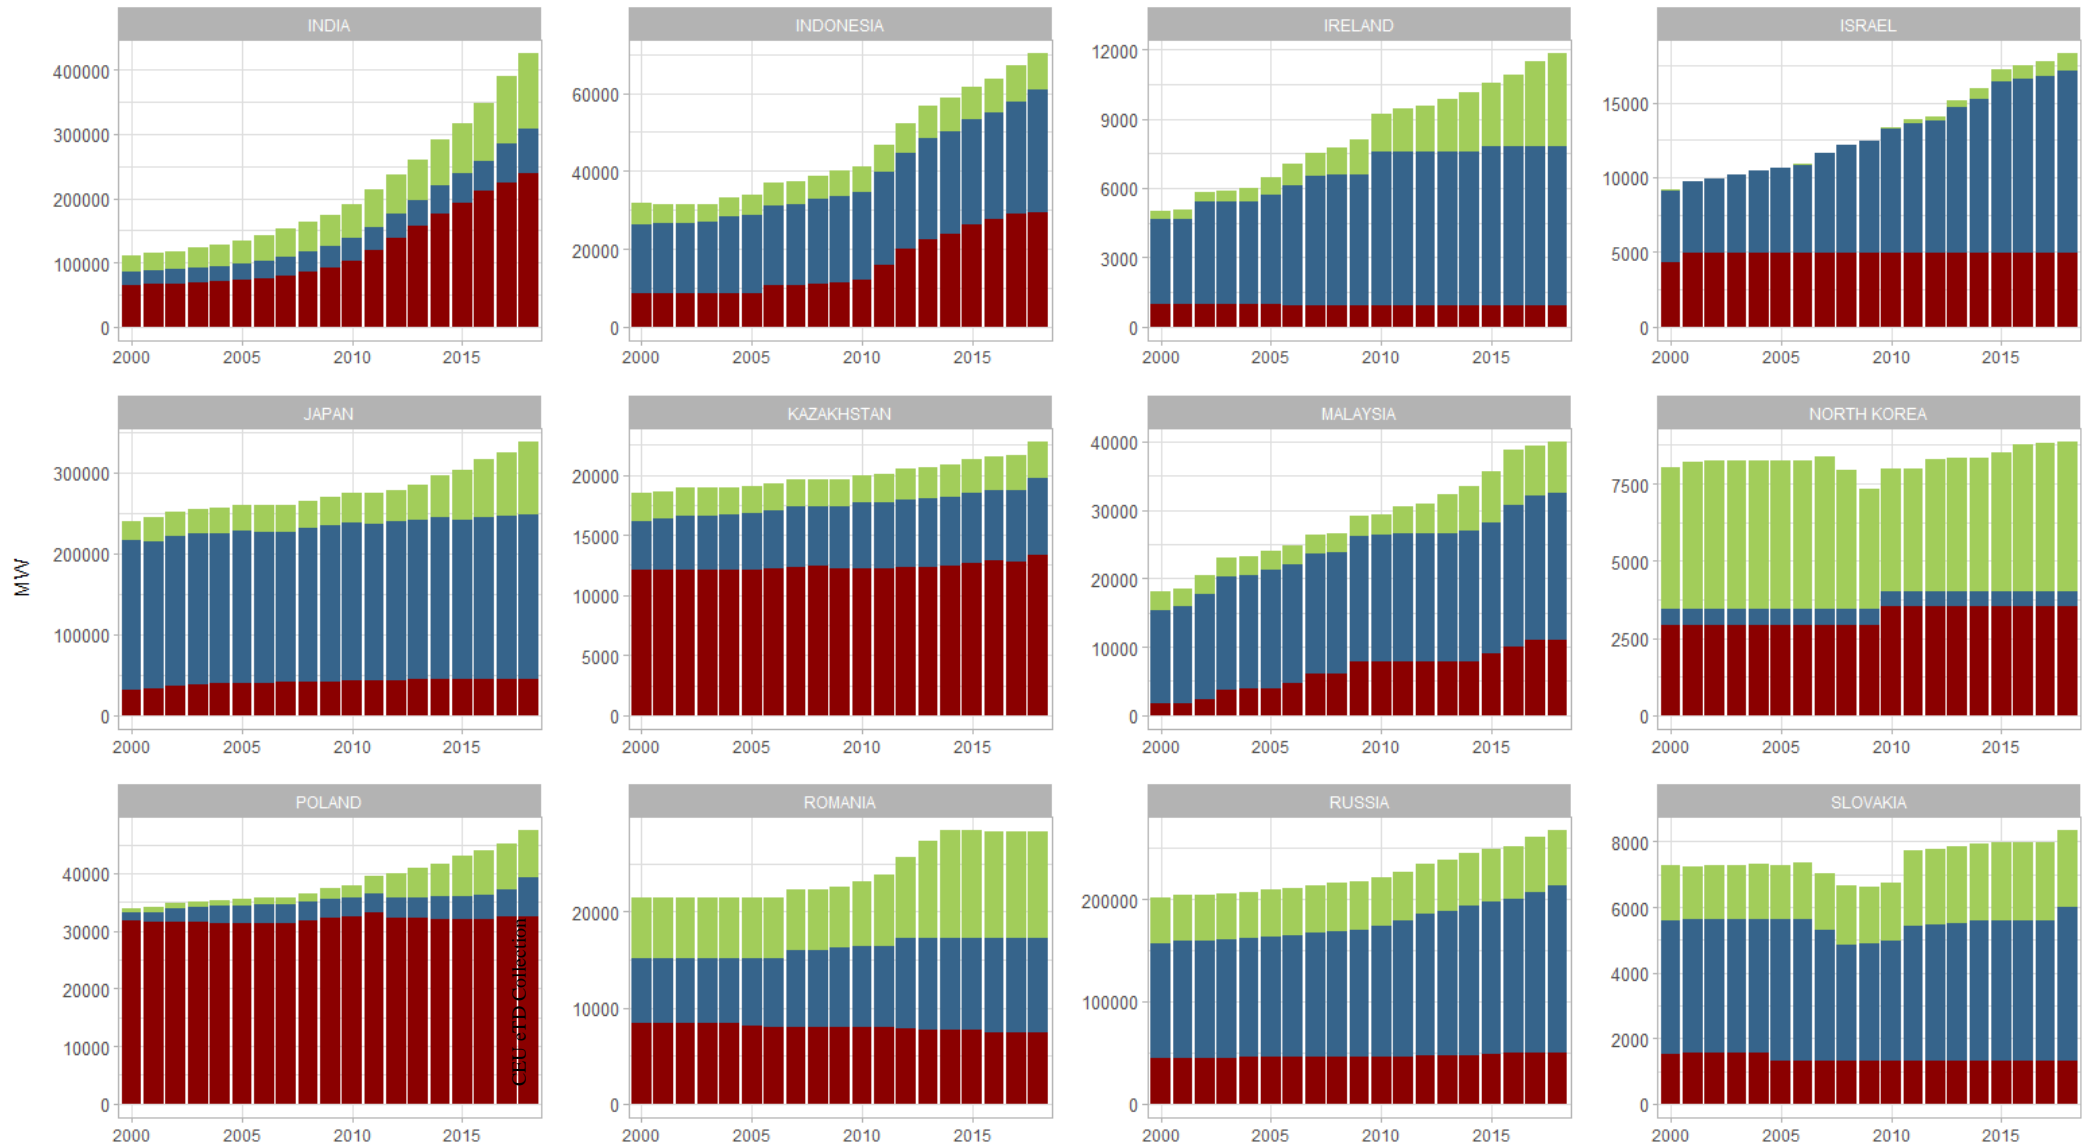 INDIA
INDONESIA
IRELAND
ISRAEL
400000
300000
200000
100000
0
60000
40000
20000
0
12000
9000
6000
3000
0
15000
10000
5000
0
2000 2005 2010 2015
2000 2005 2010 2015
2000 2005 2010 2015
2000 2005 2010 2015
JAPAN
KAZAKHSTAN
MALAYSIA
NORTH KOREA
MW
300000
200000
100000
0
20000
15000
10000
5000
0
40000
30000
20000
10000
0
7500
5000
2500
0
2000 2005 2010 2015
2000 2005 2010 2015
2000 2005 2010 2015
2000 2005 2010 2015
POLAND
ROMANIA
RUSSIA
SLOVAKIA
40000
30000
20000
10000
0
CEU eTD Collection
20000
10000
0
200000
100000
0
8000
6000
4000
2000
0
2000 2005 2010 2015
2000 2005 2010 2015
2000 2005 2010 2015
2000 2005 2010 2015